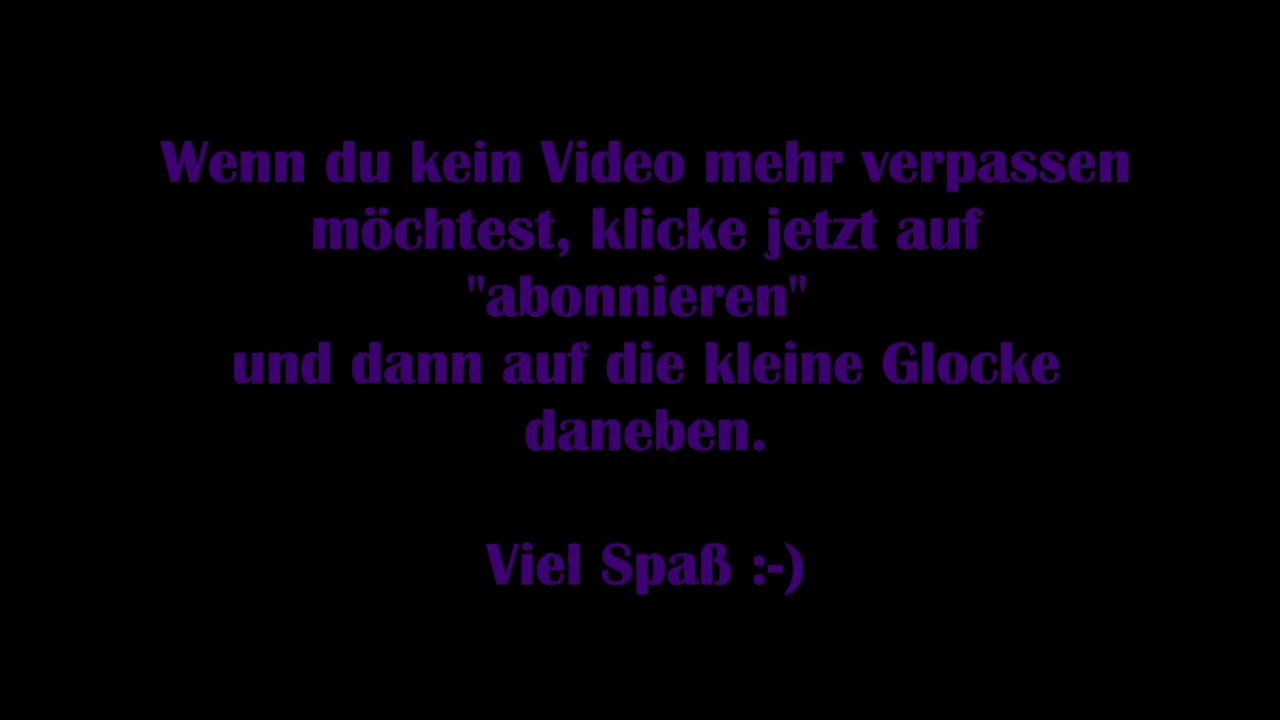 Wenn du kein Video mehr verpassen
möchtest, klicke jetzt auf
"abonnieren"
und dann auf die kleine Glocke
daneben.
Viel Spaß :-)